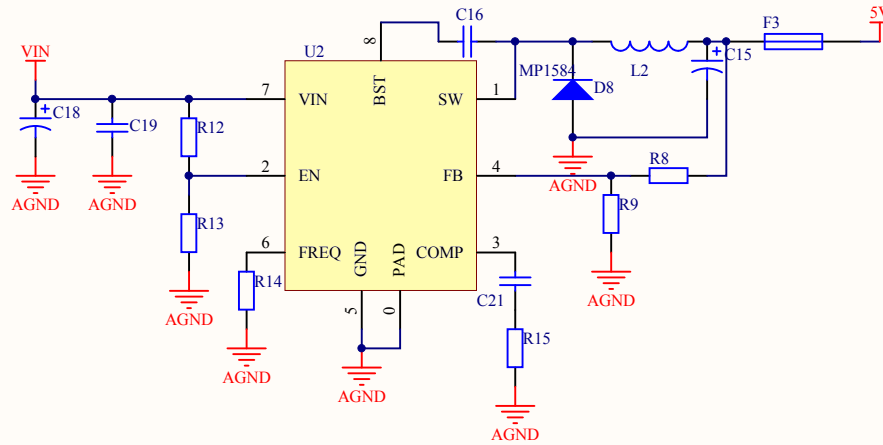 5V
C16
F3
8
U2
VIN
C15
MP1584
L2
BST
7
VIN
SW
1
D8
C18
C19
R12
AGND
AGND
2
EN
FB
4
R8
AGND
R9
R13
6
FREQ
GND
PAD
COMP
3
AGND
R14
C21
AGND
5
0
R15
AGND
AGND
AGND